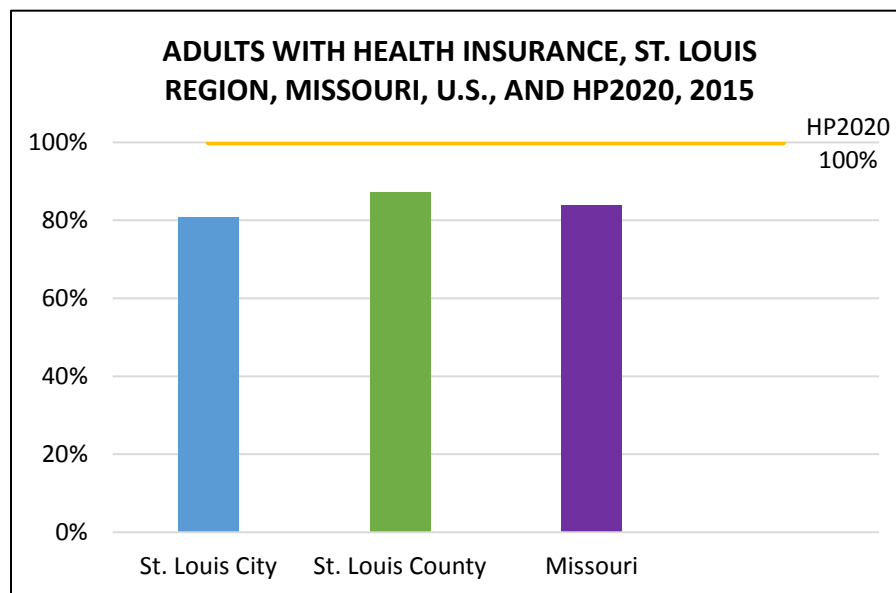 ADULTS WITH HEALTH INSURANCE, ST. LOUIS
REGION, MISSOURI, U.S., AND HP2020, 2015
HP2020
100%
100%
80%
60%
40%
20%
0%
St. Louis City
St. Louis County
Missouri